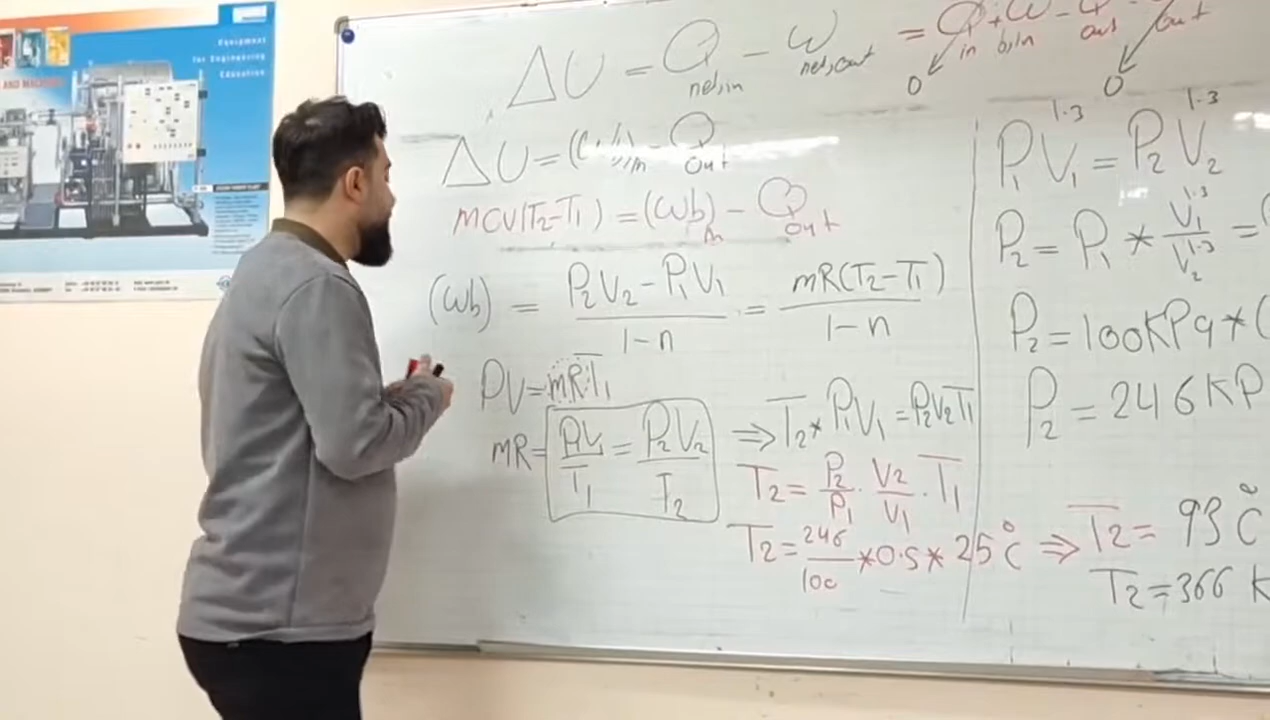 Equipment
for Engineering
Education
AND MACHINE
ΔU = Q net,in - W net,out = Q in + W b,in - Q out - out
0 0
ΔU = (Wb)in - Q out
mCV(T2-T1) = (Wb)in - Q out
(Wb) = P2V2 - P1V1 / 1-n = mR(T2-T1) / 1-n
PV = mRT1
mR = P1V1 / T1 = P2V2 / T2 ⇒ T2 * P1V1 = P2V2T1
T2 = P2/P1 . V2/V1 . T1
T2 = 246/100 * 0.5 * 25°C ⇒ T2 = 93°C
T2 = 366 K
P1V1^1.3 = P2V2^1.3
P2 = P1 * V1^1.3 / V2^1.3 =
P2 = 100KPa * (
P2 = 246 KP